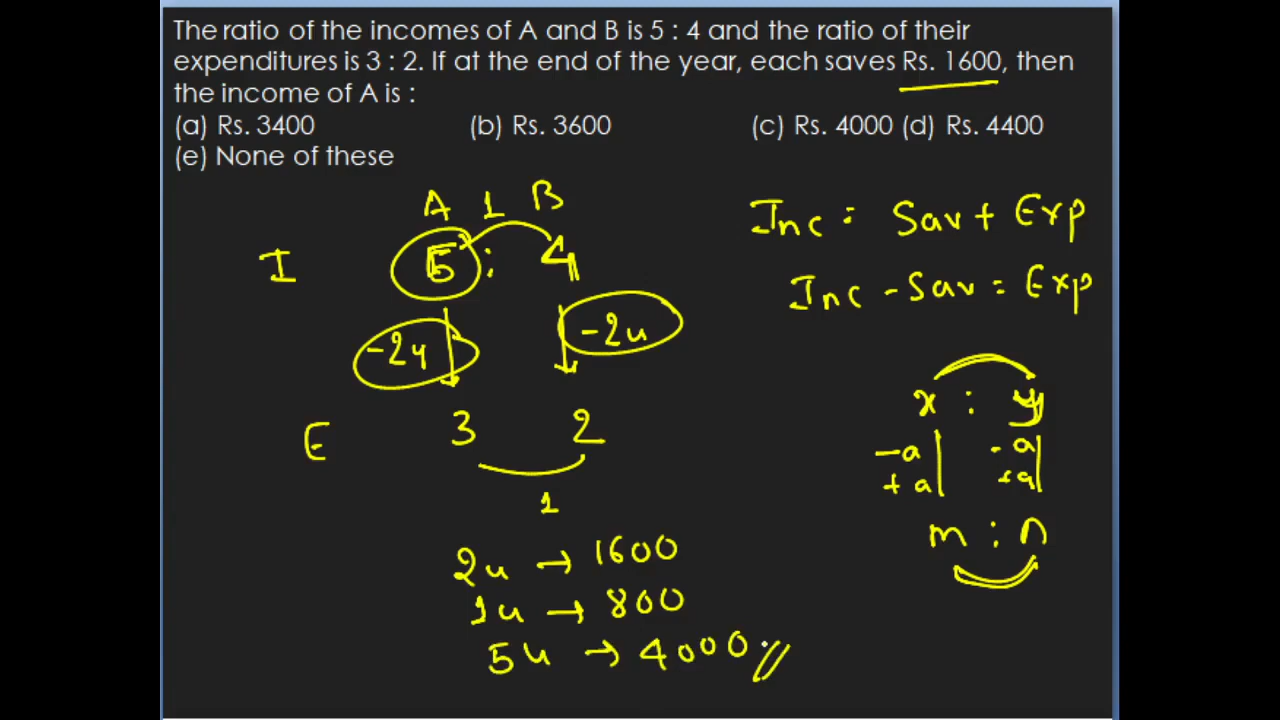 The ratio of the incomes of A and B is 5 : 4 and the ratio of their
expenditures is 3 : 2. If at the end of the year, each saves Rs. 1600, then
the income of A is :
(a) Rs. 3400 (b) Rs. 3600 (c) Rs. 4000 (d) Rs. 4400
(e) None of these
A 1 B
I 5 : 4
-2u -2u
E 3 2
1
2u → 1600
1u → 800
5u → 4000
Inc : Sav + Exp
Inc - Sav = Exp
x : y
-a -a
+a +a
m : n